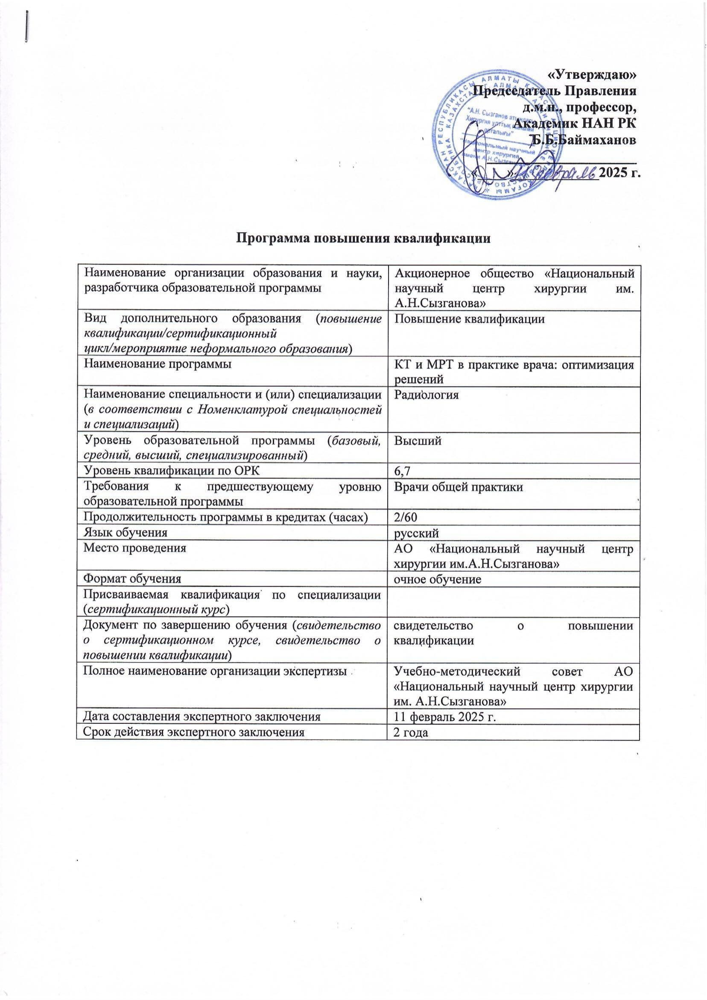 «Утверждаю»
Председатель Правления
д.м.н., профессор,
Академик НАН РК
Б.Б.Баймаханов
« » февраль 2025 г.
"А.Н. Сызганов атындағы
Хирургия ұлттық ғылыми
орталығы"
"Национальный научный
центр хирургии
имени А.Н.Сызганова"
Программа повышения квалификации
Наименование организации образования и науки,
разработчика образовательной программы
Акционерное общество «Национальный
научный центр хирургии им.
А.Н.Сызганова»
Вид дополнительного образования (повышение
квалификации/сертификационный
цикл/мероприятие неформального образования)
Повышение квалификации
Наименование программы
КТ и МРТ в практике врача: оптимизация
решений
Наименование специальности и (или) специализации
(в соответствии с Номенклатурой специальностей
и специализаций)
Радиология
Уровень образовательной программы (базовый,
средний, высший, специализированный)
Высший
Уровень квалификации по ОРК
6,7
Требования к предшествующему уровню
образовательной программы
Врачи общей практики
Продолжительность программы в кредитах (часах)
2/60
Язык обучения
русский
Место проведения
АО «Национальный научный центр
хирургии им.А.Н.Сызганова»
Формат обучения
очное обучение
Присваиваемая квалификация по специализации
(сертификационный курс)
Документ по завершению обучения (свидетельство
о сертификационном курсе, свидетельство о
повышении квалификации)
свидетельство о повышении
квалификации
Полное наименование организации экспертизы
Учебно-методический совет АО
«Национальный научный центр хирургии
им. А.Н.Сызганова»
Дата составления экспертного заключения
11 февраль 2025 г.
Срок действия экспертного заключения
2 года